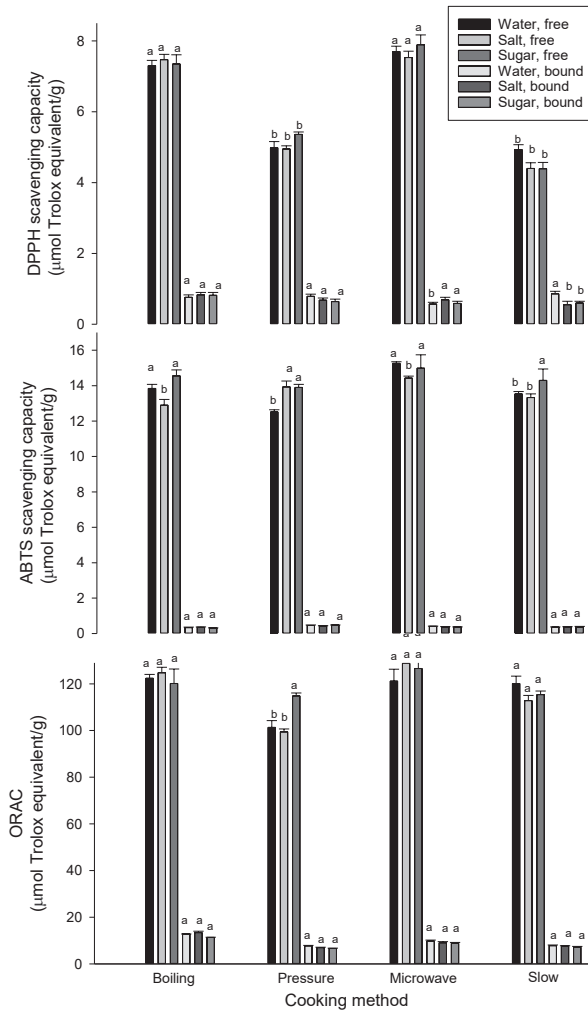 Water, free
Salt, free
Sugar, free
Water, bound
Salt, bound
Sugar, bound
DPPH scavenging capacity
(μmol Trolox equivalent/g)
8
6
4
2
0
a a a
a a a
b b b
a a a
a a a
b a a
b b b
a b b
ABTS scavenging capacity
(μmol Trolox equivalent/g)
16
14
12
10
8
6
4
2
0
a b a
a a a
b a a
a a a
a b a
a a a
b b a
a a a
ORAC
(μmol Trolox equivalent/g)
120
100
80
60
40
20
0
a a a
a a a
b b a
a a a
a a a
a a a
a a a
a a a
Boiling Pressure Microwave Slow
Cooking method